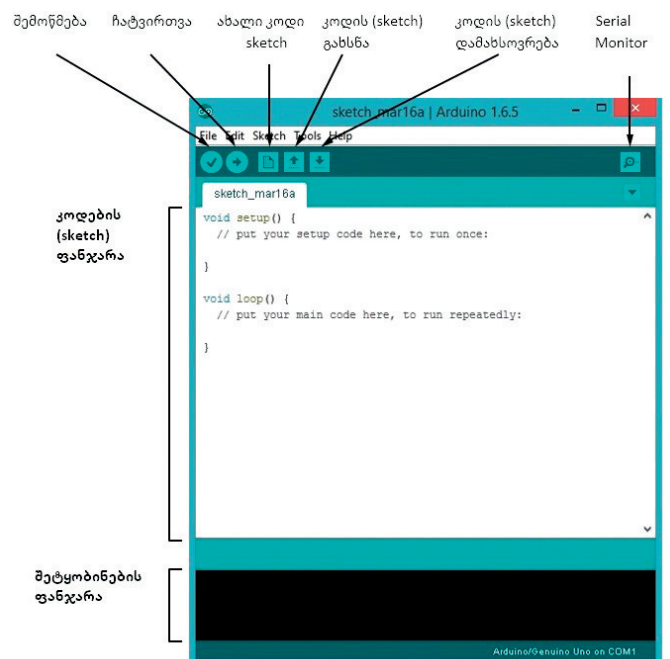 შემოწმება
ჩატვირთვა
ახალი კოდი
sketch
კოდის (sketch)
გახსნა
კოდის (sketch)
დამახსოვრება
Serial
Monitor
sketch_mar16a | Arduino 1.6.5
File Edit Sketch Tools Help
sketch_mar16a
კოდების
(sketch)
ფანჯარა
void setup() {
// put your setup code here, to run once:
}
void loop() {
// put your main code here, to run repeatedly:
}
შეტყობინების
ფანჯარა
Arduino/Genuino Uno on COM1